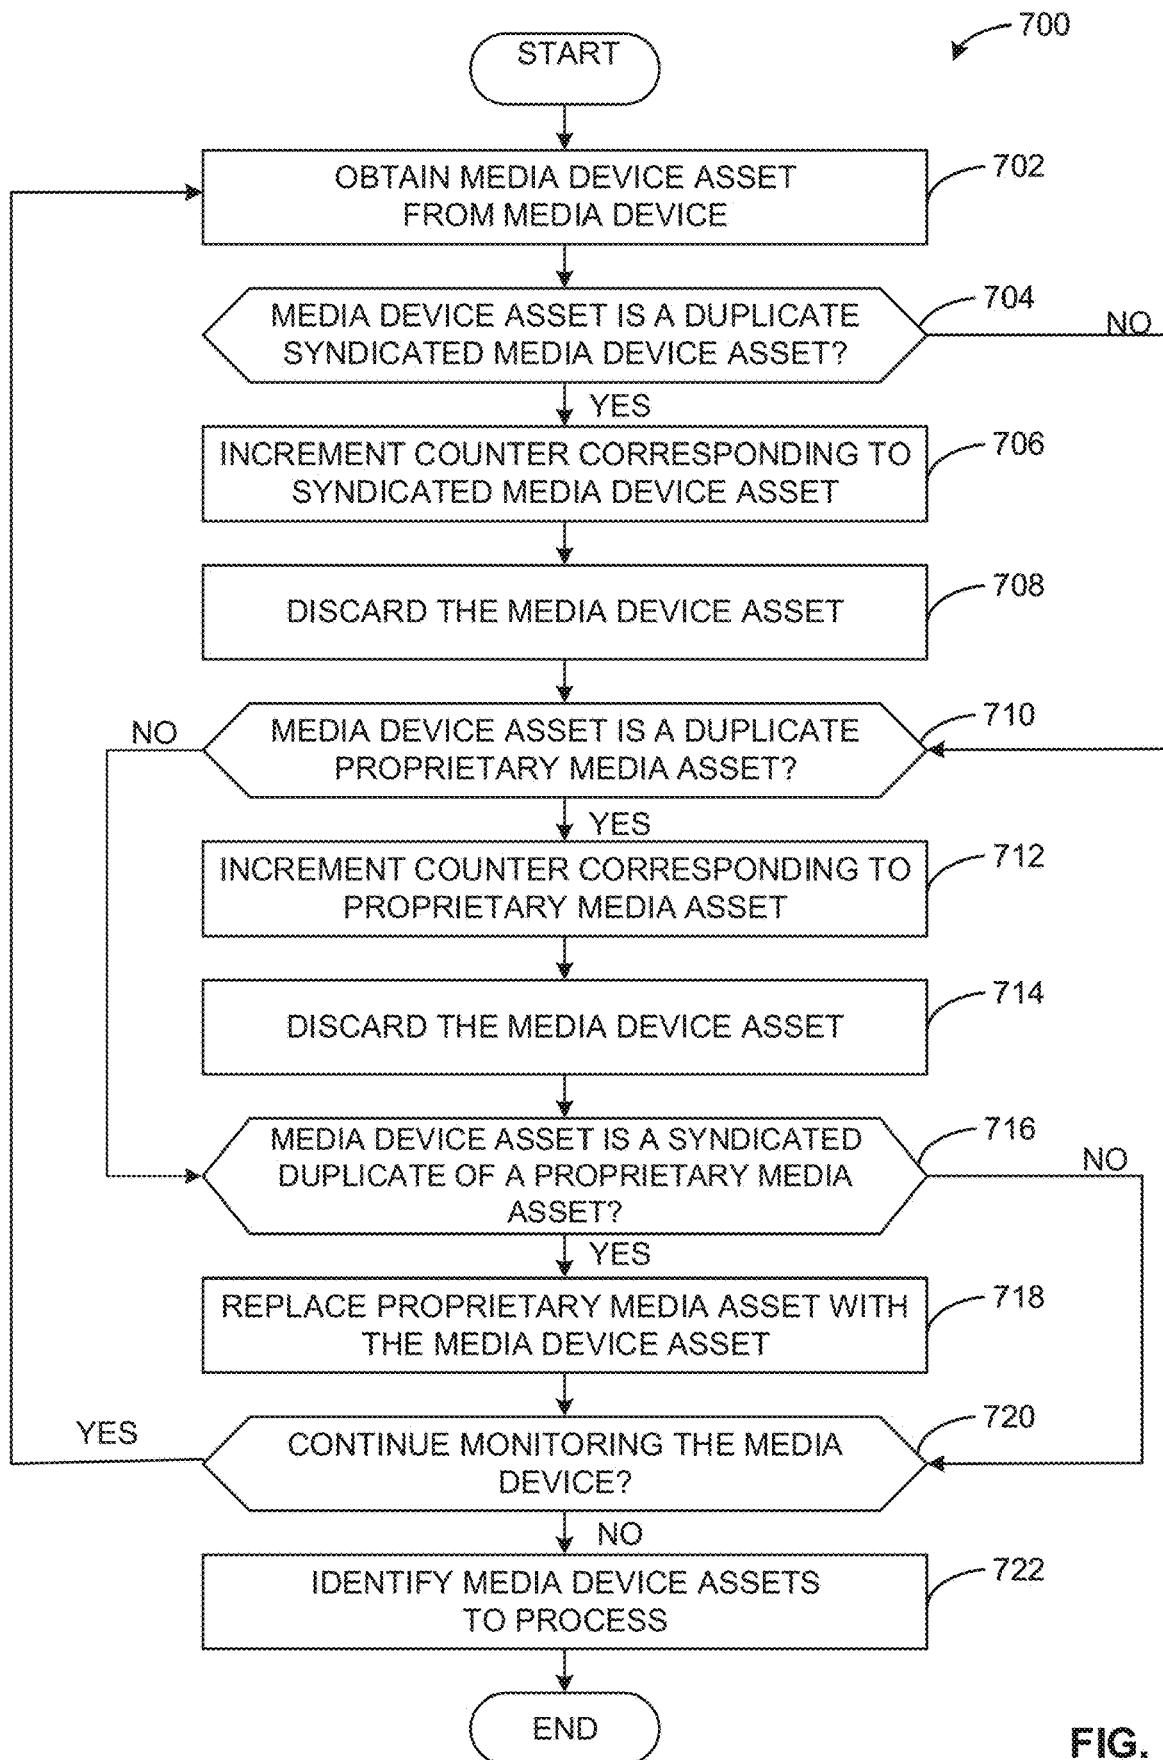 700
START
OBTAIN MEDIA DEVICE ASSET
FROM MEDIA DEVICE
702
MEDIA DEVICE ASSET IS A DUPLICATE
SYNDICATED MEDIA DEVICE ASSET?
704
NO
YES
INCREMENT COUNTER CORRESPONDING TO
SYNDICATED MEDIA DEVICE ASSET
706
DISCARD THE MEDIA DEVICE ASSET
708
NO
MEDIA DEVICE ASSET IS A DUPLICATE
PROPRIETARY MEDIA ASSET?
710
YES
INCREMENT COUNTER CORRESPONDING TO
PROPRIETARY MEDIA ASSET
712
DISCARD THE MEDIA DEVICE ASSET
714
MEDIA DEVICE ASSET IS A SYNDICATED
DUPLICATE OF A PROPRIETARY MEDIA
ASSET?
716
NO
YES
REPLACE PROPRIETARY MEDIA ASSET WITH
THE MEDIA DEVICE ASSET
718
YES
CONTINUE MONITORING THE MEDIA
DEVICE?
720
NO
IDENTIFY MEDIA DEVICE ASSETS
TO PROCESS
722
END
FIG.